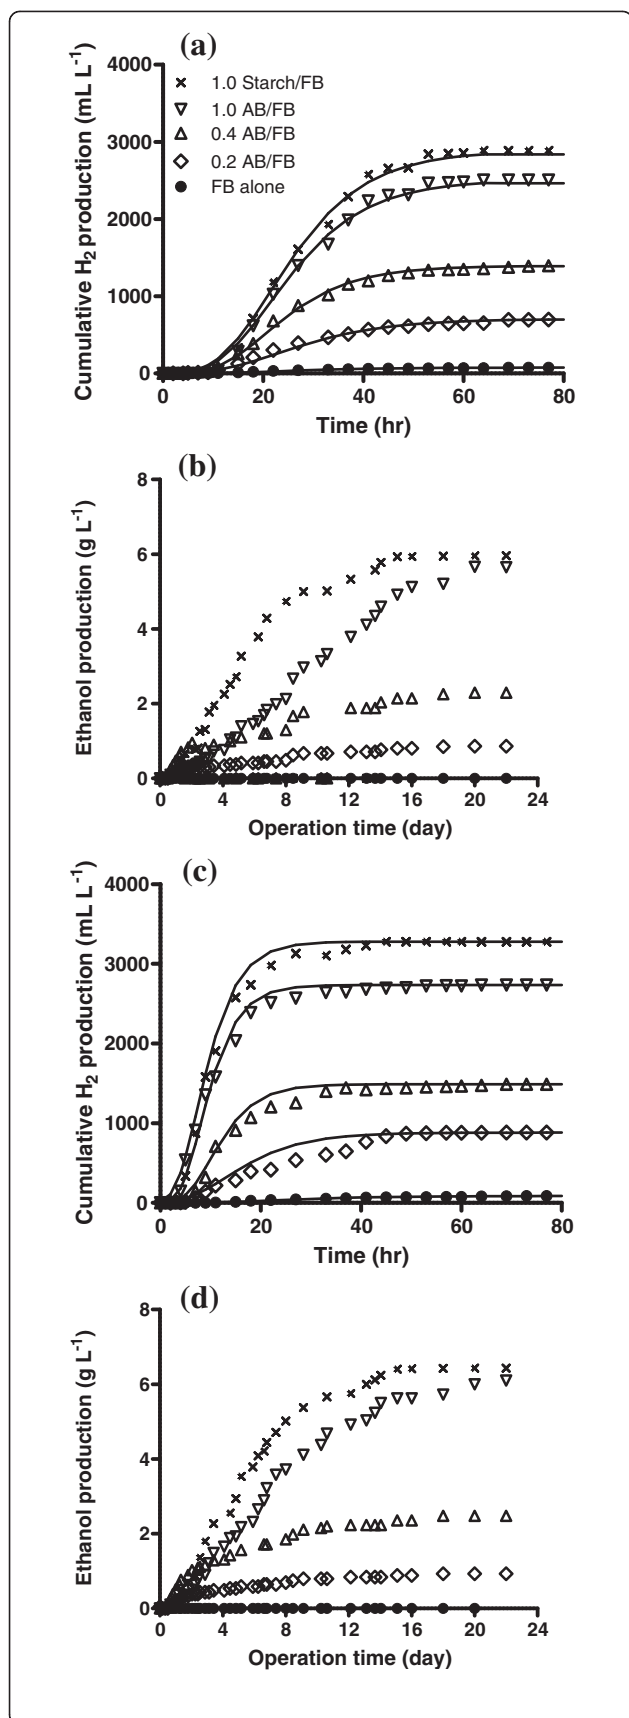 (a)
Cumulative H2 production (mL L-1)
4000
3000
2000
1000
0
× 1.0 Starch/FB
▽ 1.0 AB/FB
△ 0.4 AB/FB
◇ 0.2 AB/FB
● FB alone
0 20 40 60 80
Time (hr)
(b)
Ethanol production (g L-1)
8
6
4
2
0
0 4 8 12 16 20 24
Operation time (day)
(c)
Cumulative H2 production (mL L-1)
4000
3000
2000
1000
0
0 20 40 60 80
Time (hr)
(d)
Ethanol production (g L-1)
8
6
4
2
0
0 4 8 12 16 20 24
Operation time (day)